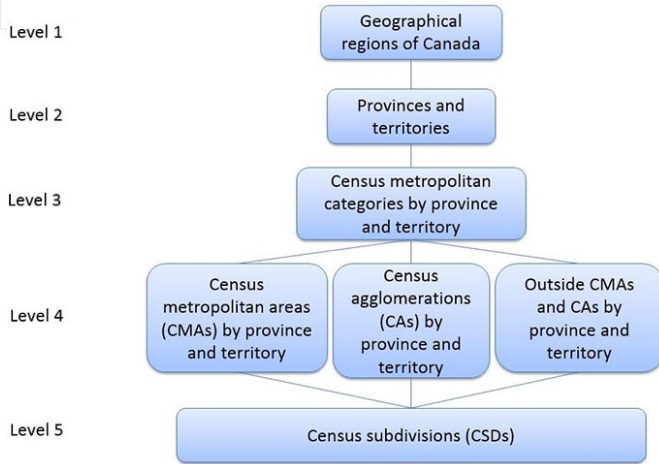 Level 1
Geographical
regions of Canada
Level 2
Provinces and
territories
Level 3
Census metropolitan
categories by province
and territory
Level 4
Census
metropolitan areas
(CMAs) by province
and territory
Census
agglomerations
(CAs) by
province and
territory
Outside CMAs
and CAs by
province and
territory
Level 5
Census subdivisions (CSDs)